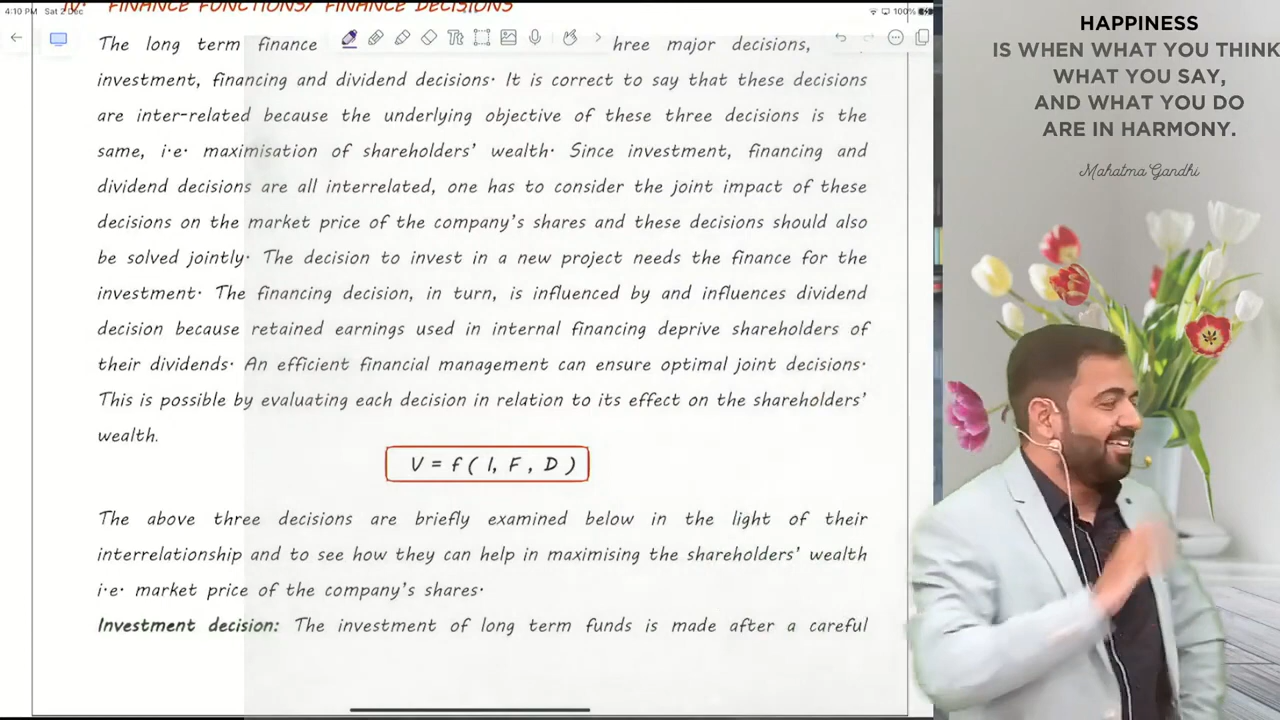 4:10 PM Sat 2 Dec
100%
IV. FINANCE FUNCTIONS/ FINANCE DECISIONS
The long term finance hree major decisions,
investment, financing and dividend decisions. It is correct to say that these decisions
are inter-related because the underlying objective of these three decisions is the
same, i.e. maximisation of shareholders' wealth. Since investment, financing and
dividend decisions are all interrelated, one has to consider the joint impact of these
decisions on the market price of the company's shares and these decisions should also
be solved jointly. The decision to invest in a new project needs the finance for the
investment. The financing decision, in turn, is influenced by and influences dividend
decision because retained earnings used in internal financing deprive shareholders of
their dividends. An efficient financial management can ensure optimal joint decisions.
This is possible by evaluating each decision in relation to its effect on the shareholders'
wealth.
V = f ( I, F , D )
The above three decisions are briefly examined below in the light of their
interrelationship and to see how they can help in maximising the shareholders' wealth
i.e. market price of the company's shares.
Investment decision: The investment of long term funds is made after a careful
HAPPINESS
IS WHEN WHAT YOU THINK
WHAT YOU SAY,
AND WHAT YOU DO
ARE IN HARMONY.
Mahatma Gandhi